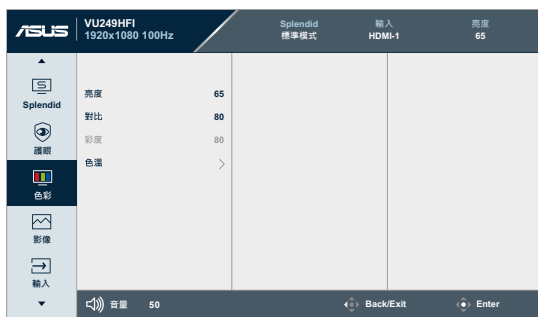 ASUS
VU249HFI
1920x1080 100Hz
Splendid
標準模式
輸入
HDMI-1
亮度
65
Splendid
護眼
色彩
影像
輸入
亮度 65
對比 80
彩度 80
色溫
音量 50
Back/Exit
Enter